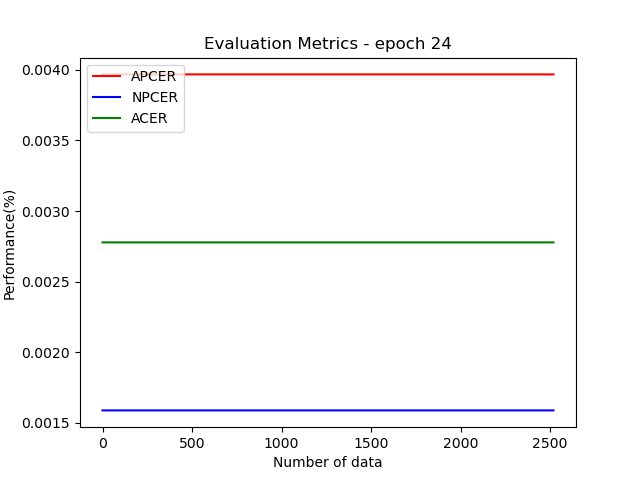 Evaluation Metrics - epoch 24
0.0040
0.0035
0.0030
0.0025
0.0020
0.0015
Performance(%)
APCER
NPCER
ACER
0
500
1000
1500
2000
2500
Number of data